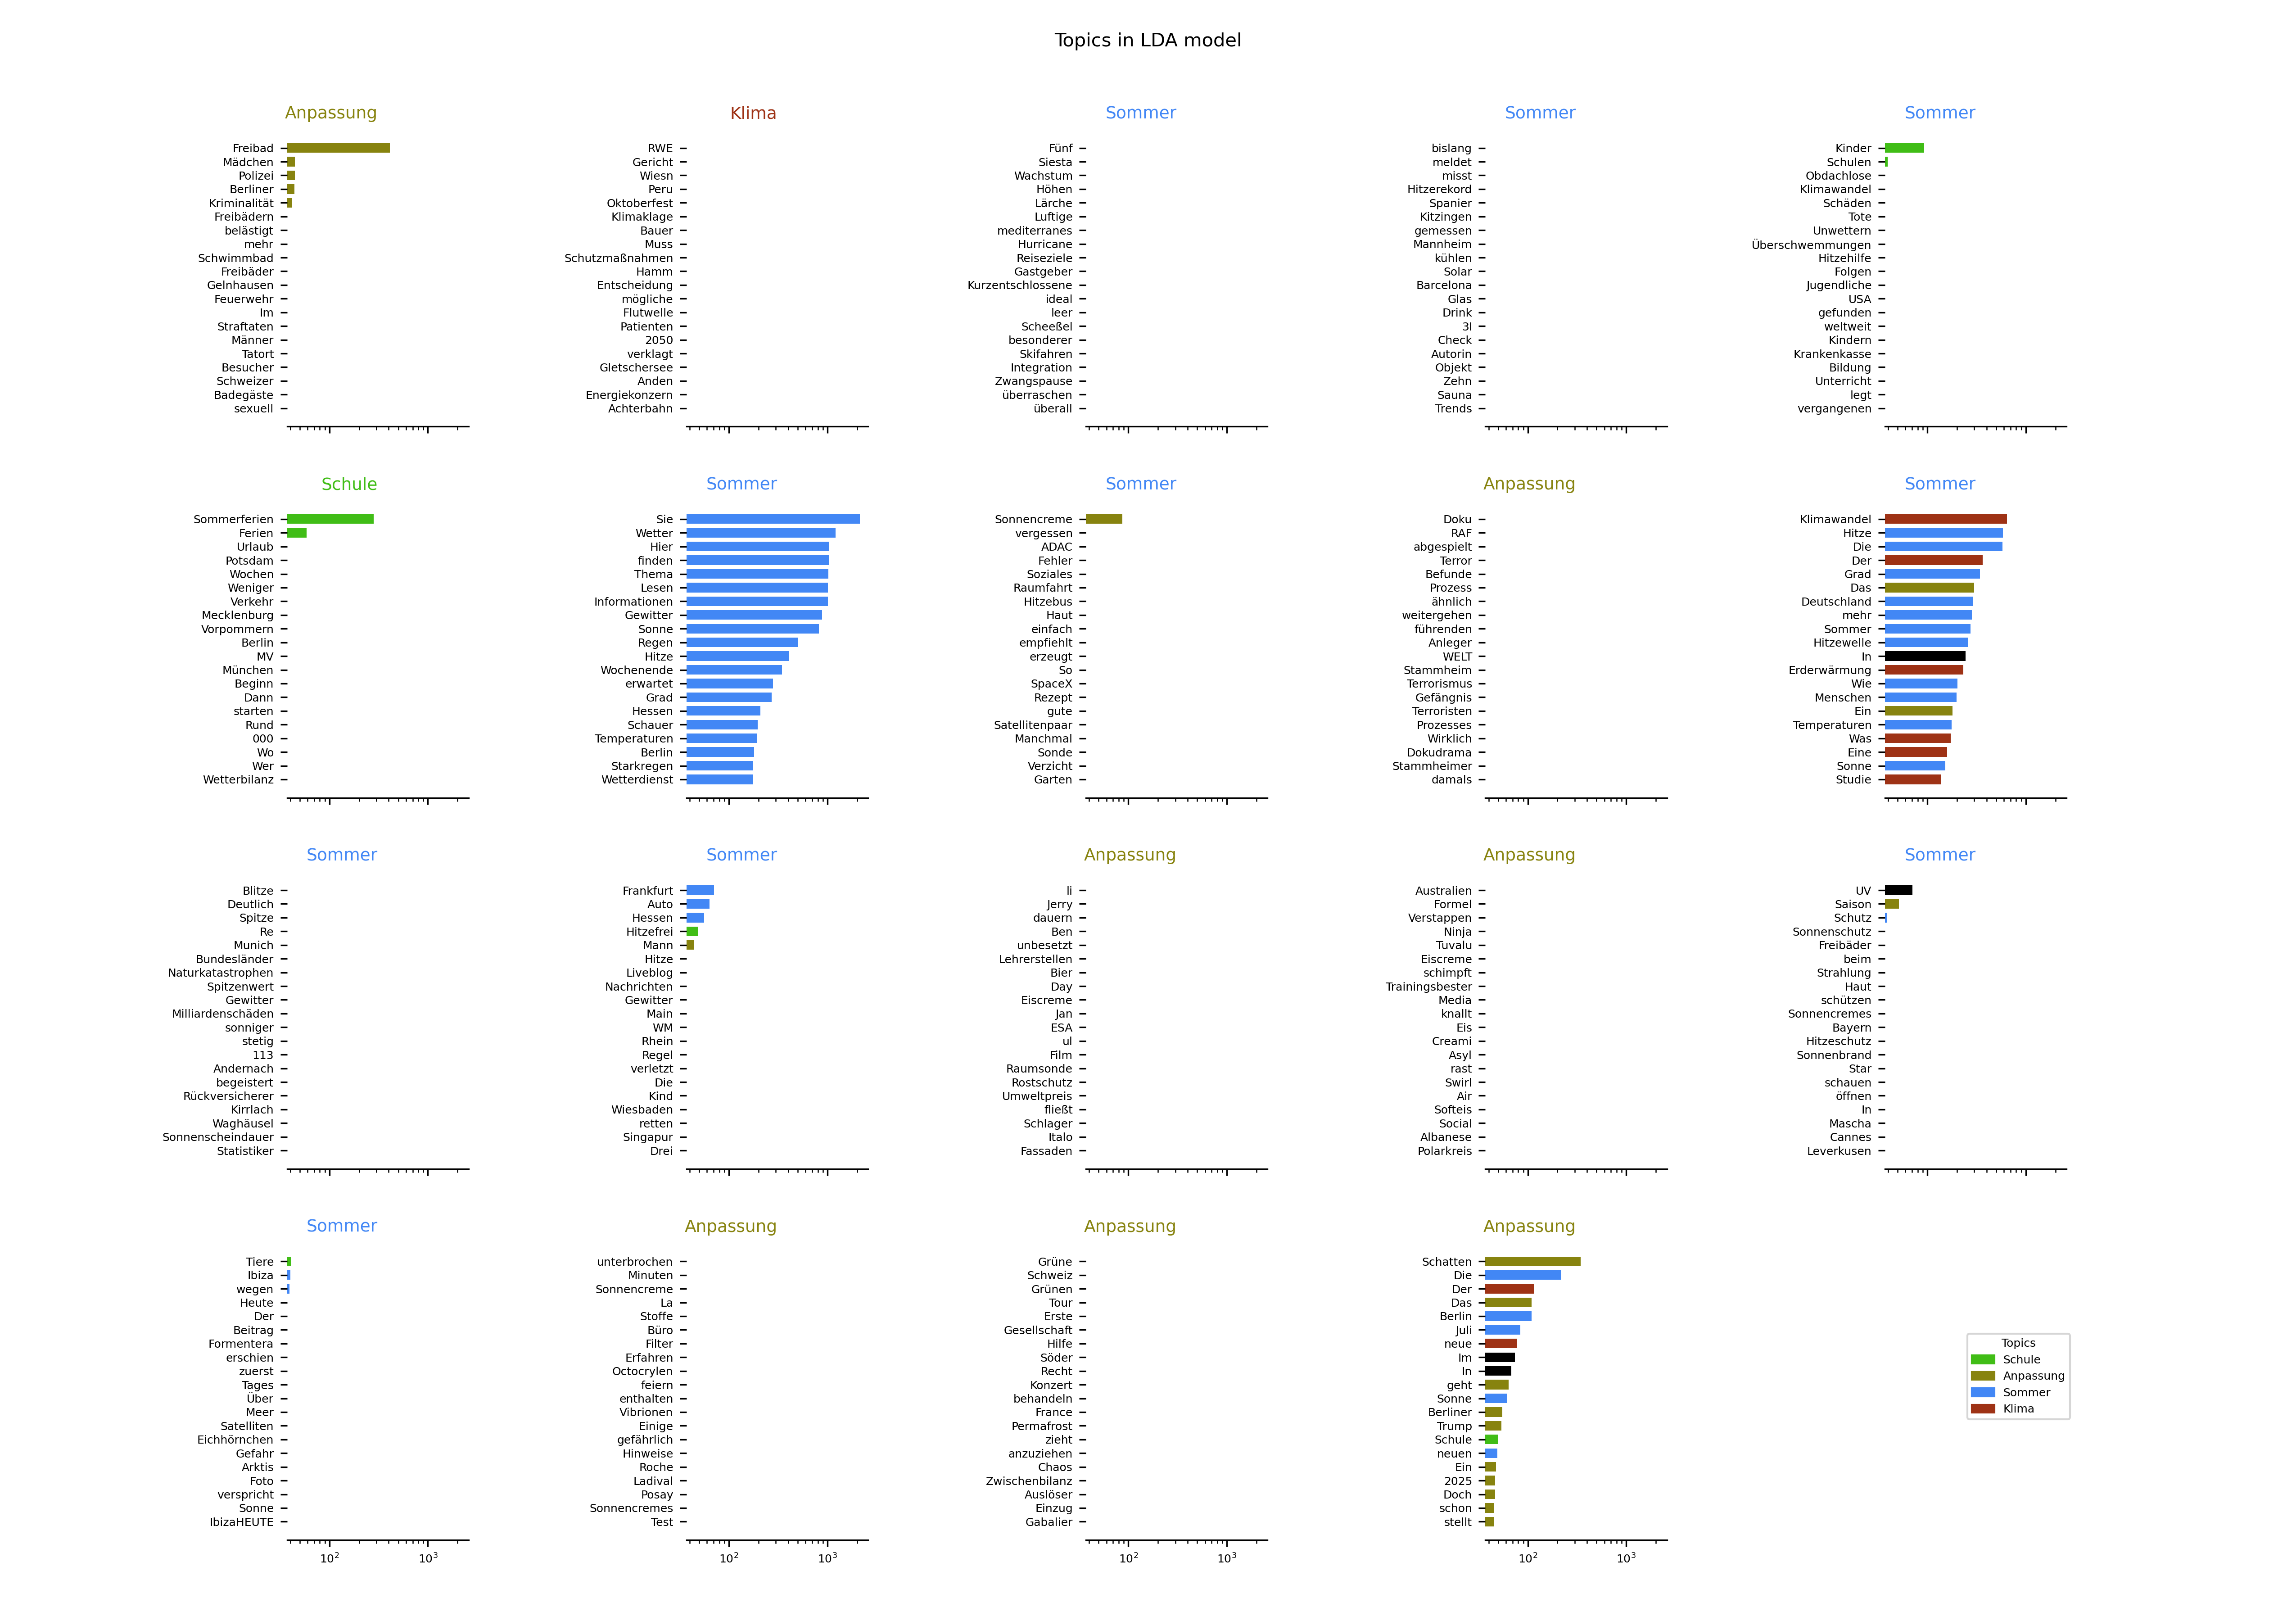 Topics in LDA model
Anpassung
Freibad
Mädchen
Polizei
Berliner
Kriminalität
Freibädern
belästigt
mehr
Schwimmbad
Freibäder
Gelnhausen
Feuerwehr
Im
Straftaten
Männer
Tatort
Besucher
Schweizer
Badegäste
sexuell
Klima
RWE
Gericht
Wiesn
Peru
Oktoberfest
Klimaklage
Bauer
Muss
Schutzmaßnahmen
Hamm
Entscheidung
mögliche
Flutwelle
Patienten
2050
verklagt
Gletschersee
Anden
Energiekonzern
Achterbahn
Sommer
Fünf
Siesta
Wachstum
Höhen
Lärche
Luftige
mediterranes
Hurricane
Reiseziele
Gastgeber
Kurzentschlossene
ideal
leer
Scheeßel
besonderer
Skifahren
Integration
Zwangspause
überraschen
überall
Sommer
bislang
meldet
misst
Hitzerekord
Spanier
Kitzingen
gemessen
Mannheim
kühlen
Solar
Barcelona
Glas
Drink
3I
Check
Autorin
Objekt
Zehn
Sauna
Trends
Sommer
Kinder
Schulen
Obdachlose
Klimawandel
Schäden
Tote
Unwettern
Überschwemmungen
Hitzehilfe
Folgen
Jugendliche
USA
gefunden
weltweit
Kindern
Krankenkasse
Bildung
Unterricht
legt
vergangenen
Schule
Sommerferien
Ferien
Urlaub
Potsdam
Wochen
Weniger
Verkehr
Mecklenburg
Vorpommern
Berlin
MV
München
Beginn
Dann
starten
Rund
000
Wo
Wer
Wetterbilanz
Sommer
Sie
Wetter
Hier
finden
Thema
Lesen
Informationen
Gewitter
Sonne
Regen
Hitze
Wochenende
erwartet
Grad
Hessen
Schauer
Temperaturen
Berlin
Starkregen
Wetterdienst
Sommer
Sonnencreme
vergessen
ADAC
Fehler
Soziales
Raumfahrt
Hitzebus
Haut
einfach
empfiehlt
erzeugt
So
SpaceX
Rezept
gute
Satellitenpaar
Manchmal
Sonde
Verzicht
Garten
Anpassung
Doku
RAF
abgespielt
Terror
Befunde
Prozess
ähnlich
weitergehen
führenden
Anleger
WELT
Stammheim
Terrorismus
Gefängnis
Terroristen
Prozesses
Wirklich
Dokudrama
Stammheimer
damals
Sommer
Klimawandel
Hitze
Die
Der
Grad
Das
Deutschland
mehr
Sommer
Hitzewelle
In
Erderwärmung
Wie
Menschen
Ein
Temperaturen
Was
Eine
Sonne
Studie
Sommer
Blitze
Deutlich
Spitze
Re
Munich
Bundesländer
Naturkatastrophen
Spitzenwert
Gewitter
Milliardenschäden
sonniger
stetig
113
Andernach
begeistert
Rückversicherer
Kirrlach
Waghäusel
Sonnenscheindauer
Statistiker
Sommer
Frankfurt
Auto
Hessen
Hitzefrei
Mann
Hitze
Liveblog
Nachrichten
Gewitter
Main
WM
Rhein
Regel
verletzt
Die
Kind
Wiesbaden
retten
Singapur
Drei
Anpassung
li
Jerry
dauern
Ben
unbesetzt
Lehrerstellen
Bier
Day
Eiscreme
Jan
ESA
ul
Film
Raumsonde
Rostschutz
Umweltpreis
fließt
Schlager
Italo
Fassaden
Anpassung
Australien
Formel
Verstappen
Ninja
Tuvalu
Eiscreme
schimpft
Trainingsbester
Media
knallt
Eis
Creami
Asyl
rast
Swirl
Air
Softeis
Social
Albanese
Polarkreis
Sommer
UV
Saison
Schutz
Sonnenschutz
Freibäder
beim
Strahlung
Haut
schützen
Sonnencremes
Bayern
Hitzeschutz
Sonnenbrand
Star
schauen
öffnen
In
Mascha
Cannes
Leverkusen
Sommer
Tiere
Ibiza
wegen
Heute
Der
Beitrag
Formentera
erschien
zuerst
Tages
Über
Meer
Satelliten
Eichhörnchen
Gefahr
Arktis
Foto
verspricht
Sonne
IbizaHEUTE
10² 10³
Anpassung
unterbrochen
Minuten
Sonnencreme
La
Stoffe
Büro
Filter
Erfahren
Octocrylen
feiern
enthalten
Vibrionen
Einige
gefährlich
Hinweise
Roche
Ladival
Posay
Sonnencremes
Test
10² 10³
Anpassung
Grüne
Schweiz
Grünen
Tour
Erste
Gesellschaft
Hilfe
Söder
Recht
Konzert
behandeln
France
Permafrost
zieht
anzuziehen
Chaos
Zwischenbilanz
Auslöser
Einzug
Gabalier
10² 10³
Anpassung
Schatten
Die
Der
Das
Berlin
Juli
neue
Im
In
geht
Sonne
Berliner
Trump
Schule
neuen
Ein
2025
Doch
schon
stellt
10² 10³
Topics
Schule
Anpassung
Sommer
Klima